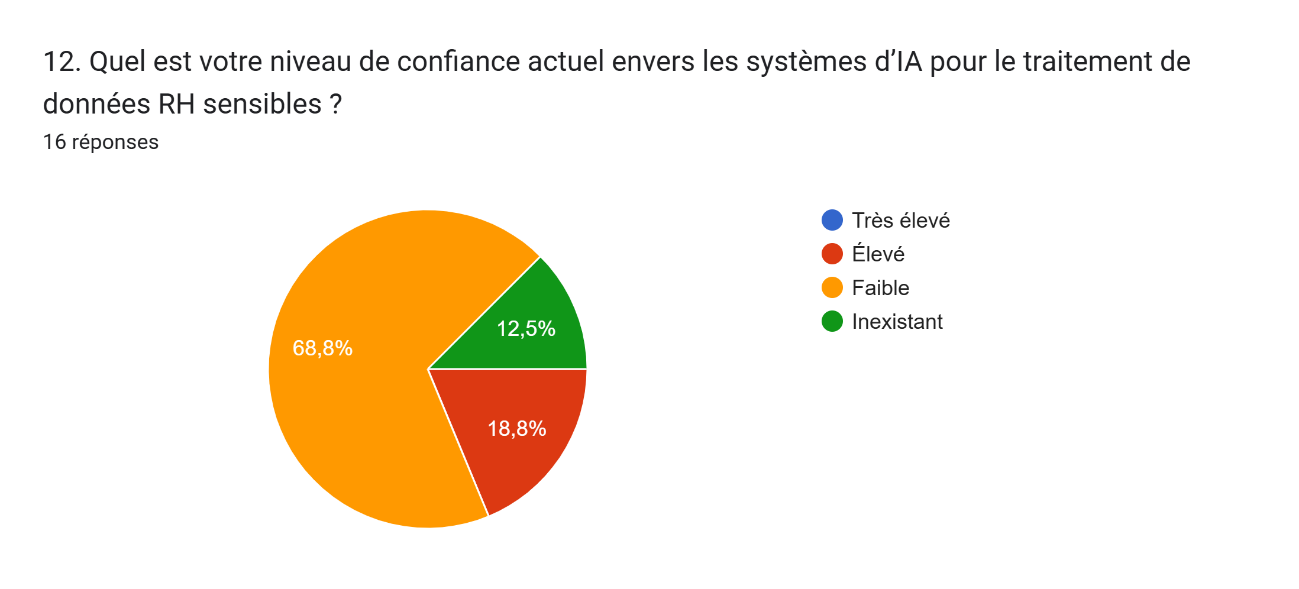 12. Quel est votre niveau de confiance actuel envers les systèmes d’IA pour le traitement de
données RH sensibles ?
16 réponses
Très élevé
Élevé
Faible
Inexistant
12,5%
68,8%
18,8%